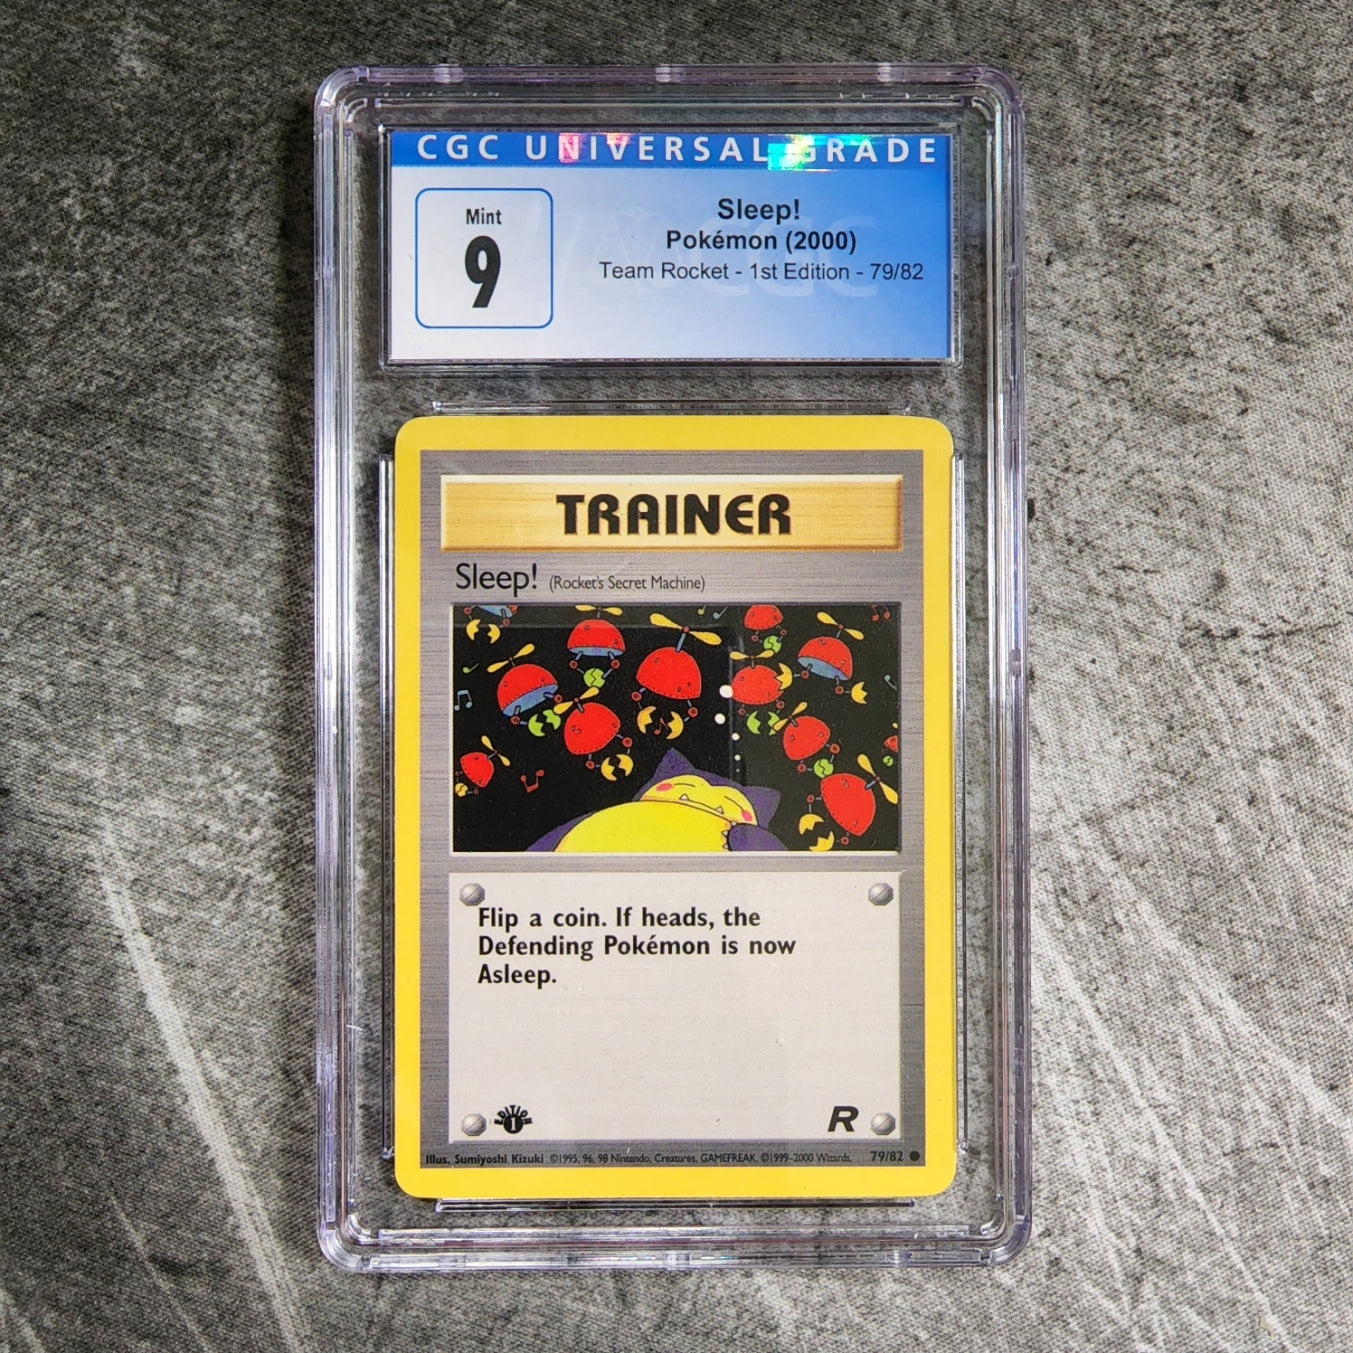 CGC UNIVERSAL GRADE
Mint
9
Sleep!
Pokémon (2000)
Team Rocket - 1st Edition - 79/82
TRAINER
Sleep! (Rocket's Secret Machine)
Flip a coin. If heads, the
Defending Pokémon is now
Asleep.
EDITION
1
R
Illus. Sumiyoshi Kizuki ©1995, 96, 98 Nintendo, Creatures, GAMEFREAK. ©1999-2000 Wizards. 79/82